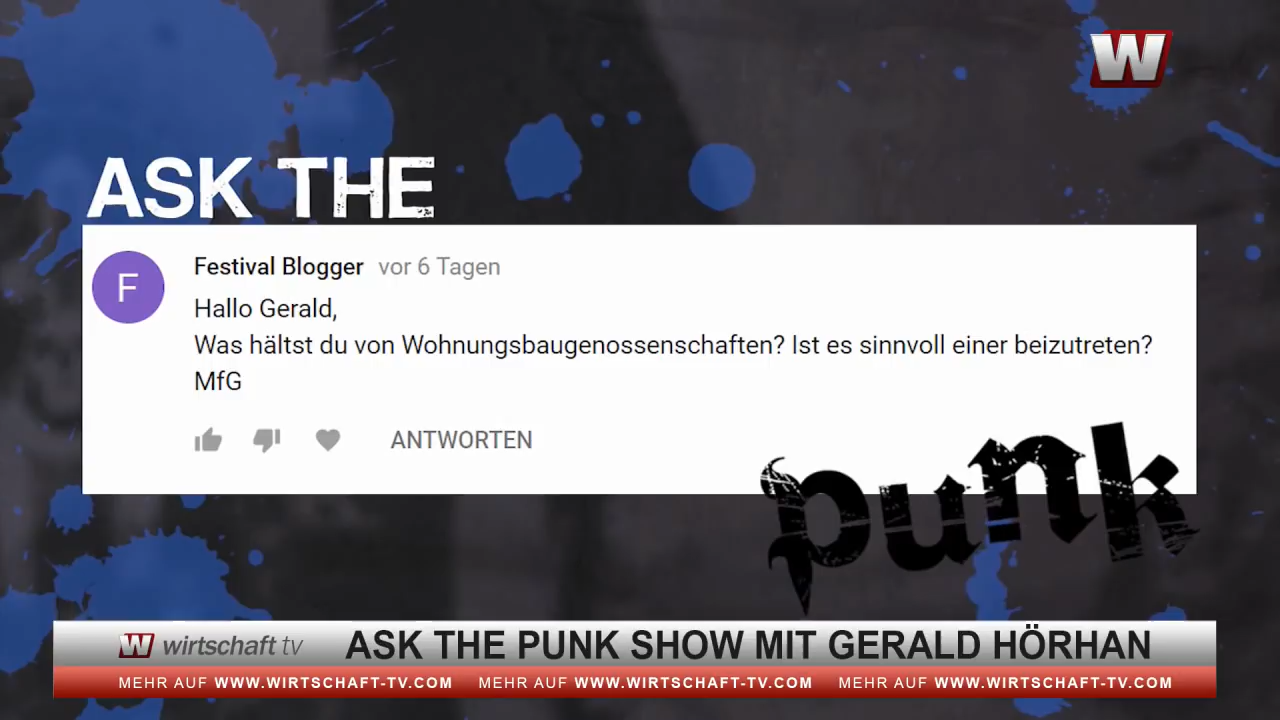 W
ASK THE
F
Festival Blogger vor 6 Tagen
Hallo Gerald,
Was hältst du von Wohnungsbaugenossenschaften? Ist es sinnvoll einer beizutreten?
MfG
ANTWORTEN
punk
W wirtschaft tv ASK THE PUNK SHOW MIT GERALD HÖRHAN
MEHR AUF WWW.WIRTSCHAFT-TV.COM MEHR AUF WWW.WIRTSCHAFT-TV.COM MEHR AUF WWW.WIRTSCHAFT-TV.COM